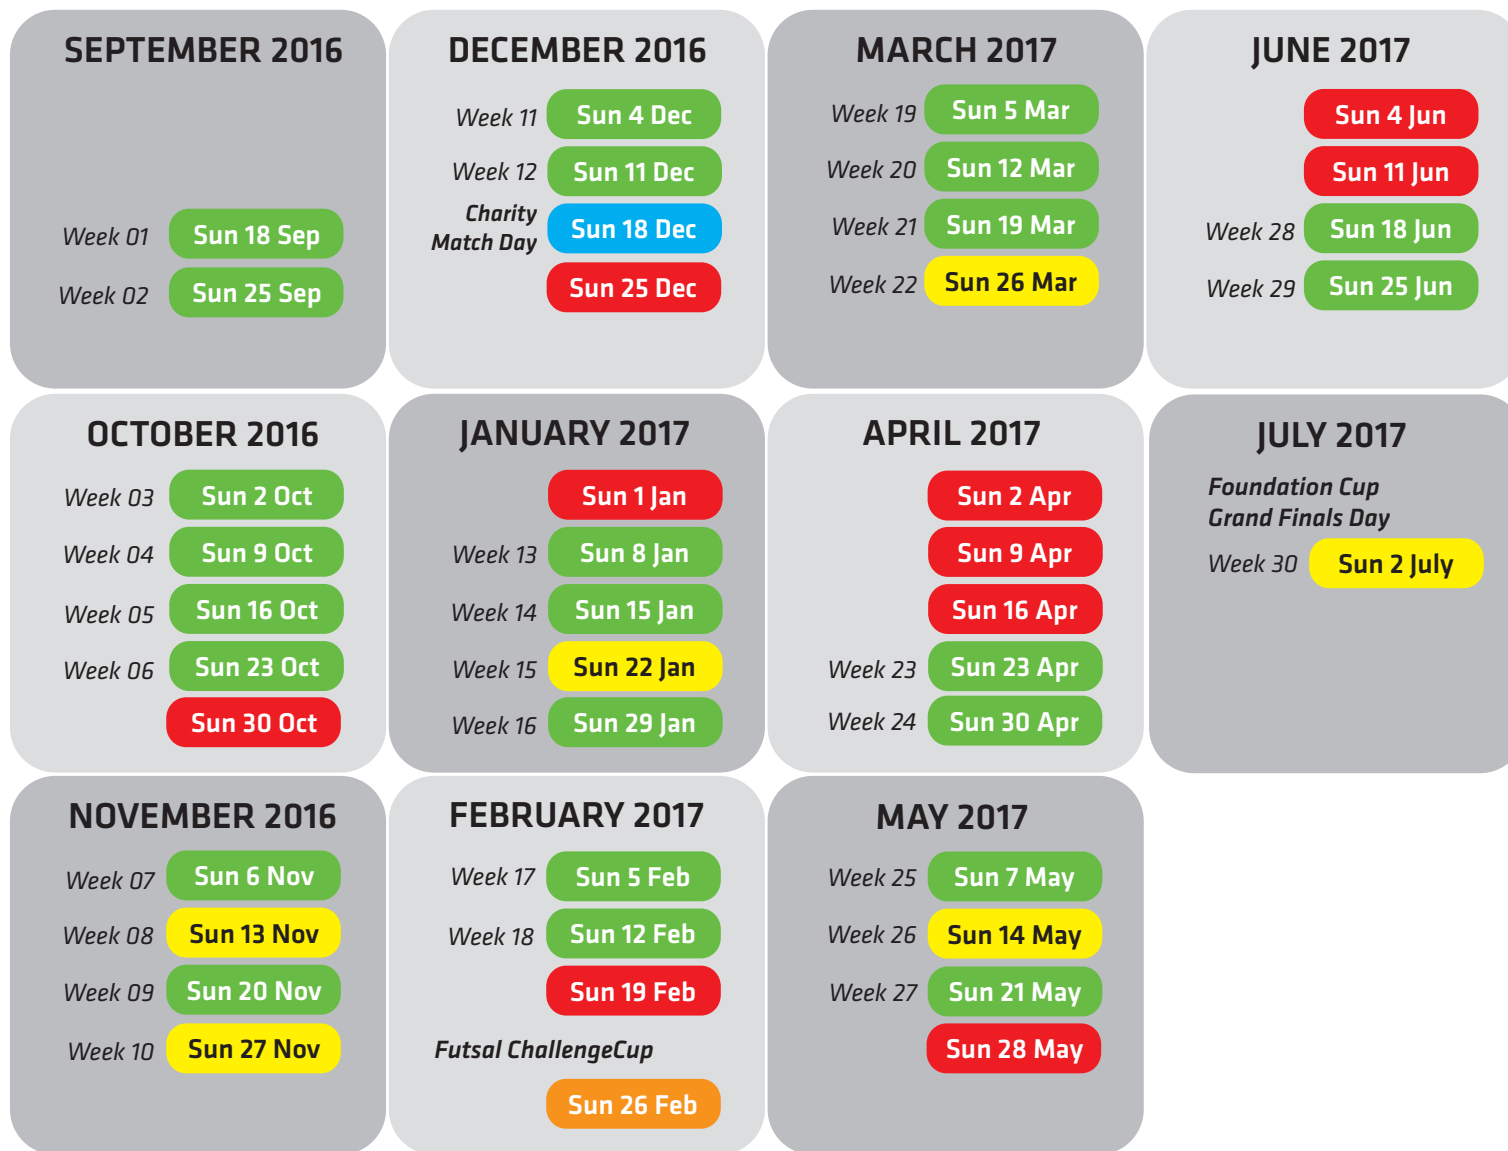 SEPTEMBER 2016
Week 01 Sun 18 Sep
Week 02 Sun 25 Sep
DECEMBER 2016
Week 11 Sun 4 Dec
Week 12 Sun 11 Dec
Charity
Match Day Sun 18 Dec
Sun 25 Dec
MARCH 2017
Week 19 Sun 5 Mar
Week 20 Sun 12 Mar
Week 21 Sun 19 Mar
Week 22 Sun 26 Mar
JUNE 2017
Sun 4 Jun
Sun 11 Jun
Week 28 Sun 18 Jun
Week 29 Sun 25 Jun
OCTOBER 2016
Week 03 Sun 2 Oct
Week 04 Sun 9 Oct
Week 05 Sun 16 Oct
Week 06 Sun 23 Oct
Sun 30 Oct
JANUARY 2017
Sun 1 Jan
Week 13 Sun 8 Jan
Week 14 Sun 15 Jan
Week 15 Sun 22 Jan
Week 16 Sun 29 Jan
APRIL 2017
Sun 2 Apr
Sun 9 Apr
Sun 16 Apr
Week 23 Sun 23 Apr
Week 24 Sun 30 Apr
JULY 2017
Foundation Cup
Grand Finals Day
Week 30 Sun 2 July
NOVEMBER 2016
Week 07 Sun 6 Nov
Week 08 Sun 13 Nov
Week 09 Sun 20 Nov
Week 10 Sun 27 Nov
FEBRUARY 2017
Week 17 Sun 5 Feb
Week 18 Sun 12 Feb
Sun 19 Feb
Futsal ChallengeCup
Sun 26 Feb
MAY 2017
Week 25 Sun 7 May
Week 26 Sun 14 May
Week 27 Sun 21 May
Sun 28 May